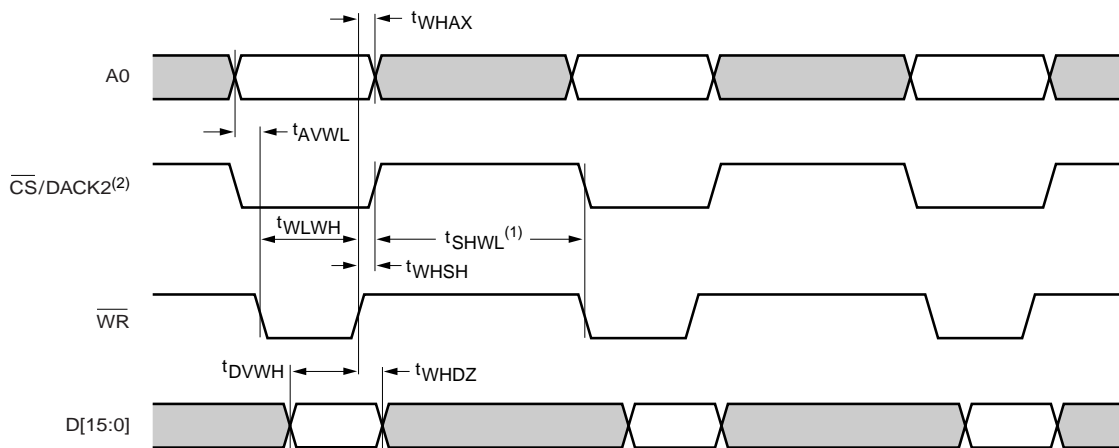 tWHAX
A0
tAVWL
CS/DACK2(2)
tWLWH
tSHWL(1)
tWHSH
WR
tDVWH
tWHDZ
D[15:0]